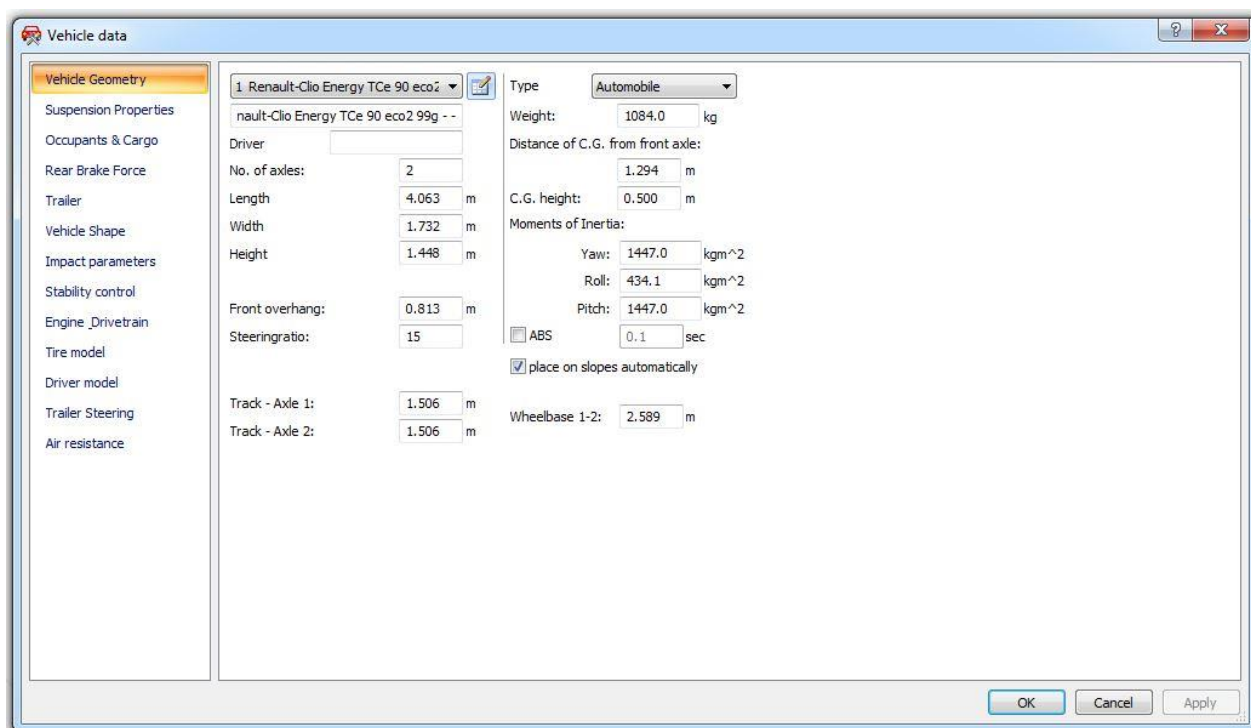 Vehicle data
Vehicle Geometry
Suspension Properties
Occupants & Cargo
Rear Brake Force
Trailer
Vehicle Shape
Impact parameters
Stability control
Engine_Drivetrain
Tire model
Driver model
Trailer Steering
Air resistance
1 Renault-Clio Energy TCe 90 eco2
nault-Clio Energy TCe 90 eco2 99g - -
Driver
No. of axles: 2
Length 4.063 m
Width 1.732 m
Height 1.448 m
Front overhang: 0.813 m
Steeringratio: 15
Track - Axle 1: 1.506 m
Track - Axle 2: 1.506 m
Type Automobile
Weight: 1084.0 kg
Distance of C.G. from front axle:
1.294 m
C.G. height: 0.500 m
Moments of Inertia:
Yaw: 1447.0 kgm^2
Roll: 434.1 kgm^2
Pitch: 1447.0 kgm^2
ABS 0.1 sec
place on slopes automatically
Wheelbase 1-2: 2.589 m
OK Cancel Apply